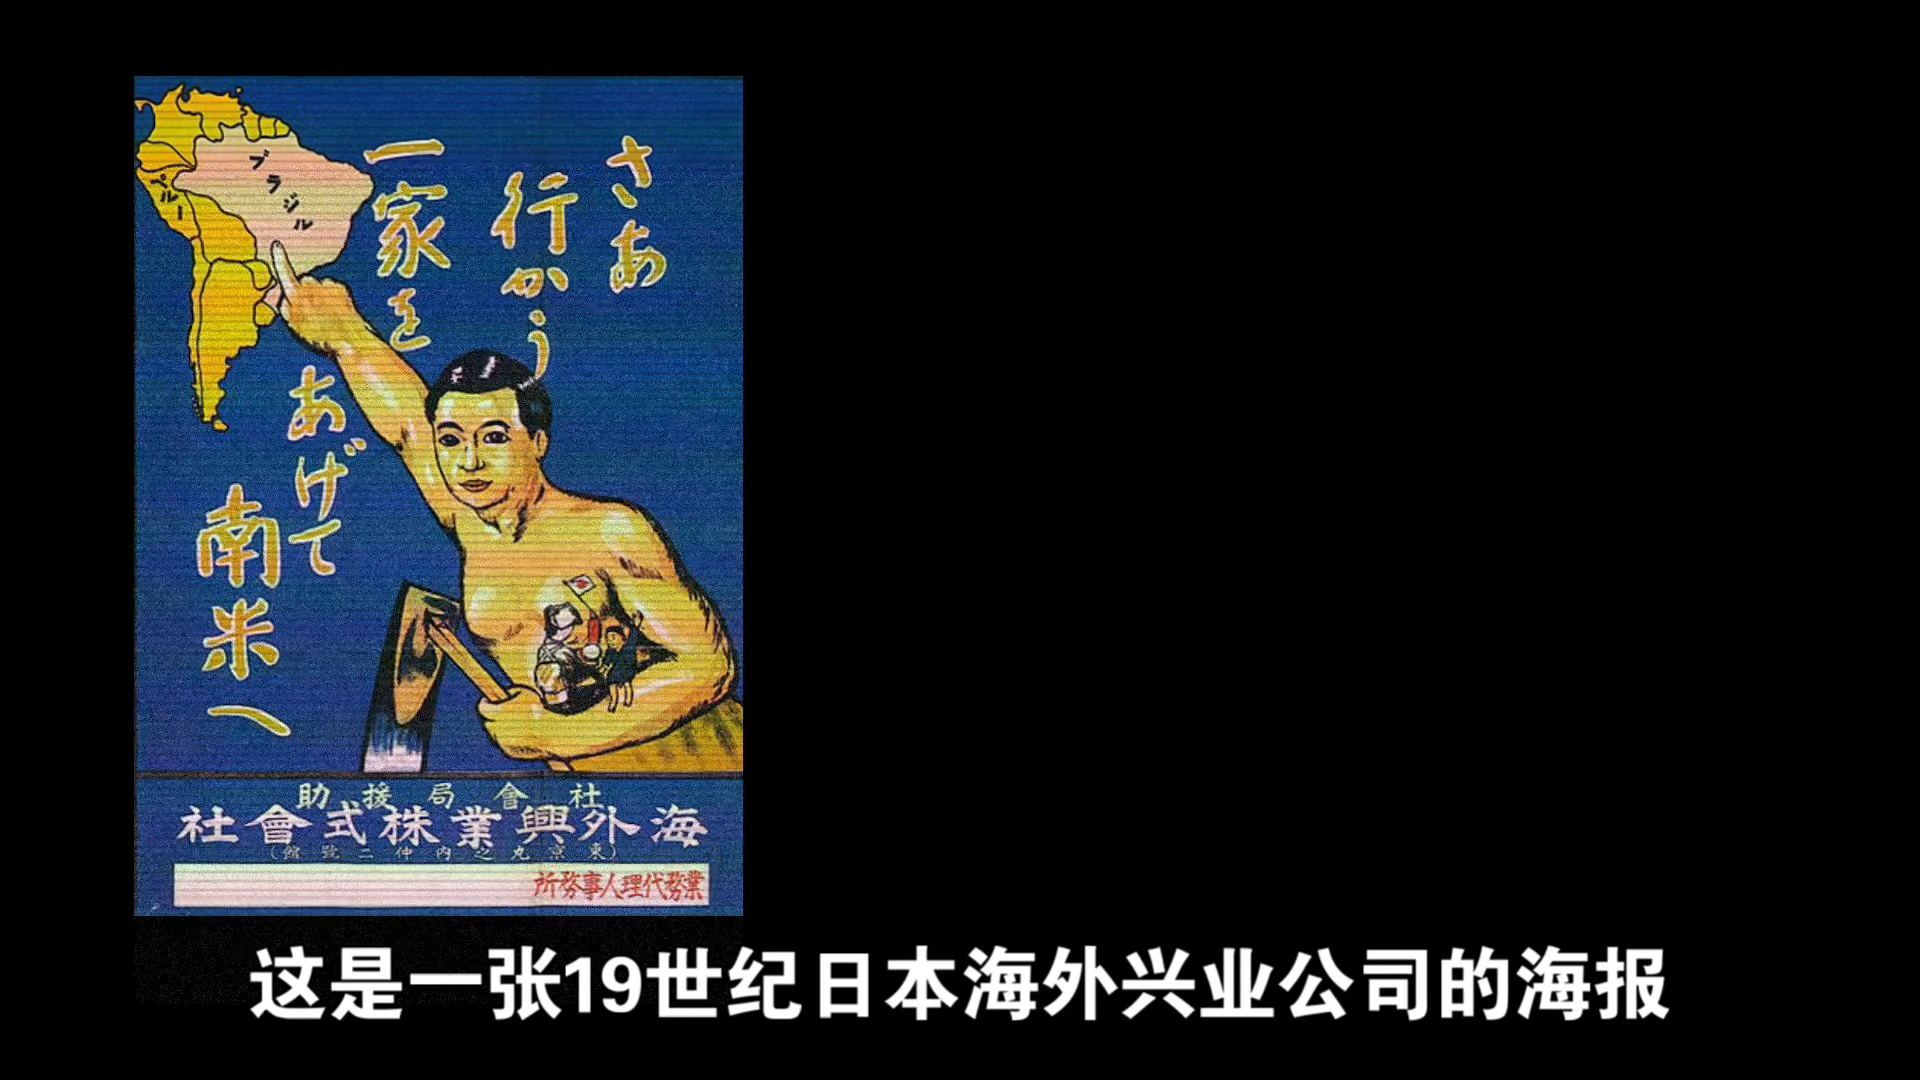 さあ
行かう
一家を
あげて
南米へ
ブラジル
ペルー
社會局援助
海外興業株式會社
(東京丸之内仲二號館)
業務代理人事務所
这是一张19世纪日本海外兴业公司的海报